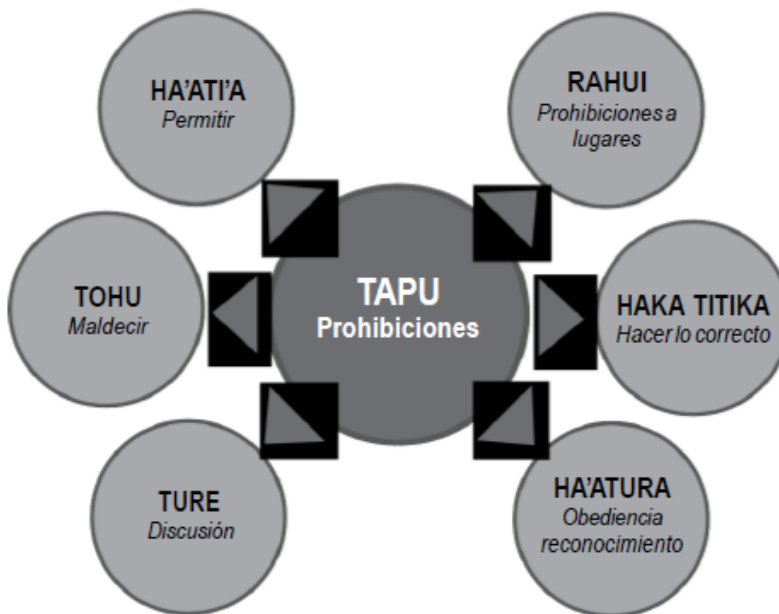 HA'ATI'A
Permitir
RAHUI
Prohibiciones a
lugares
TOHU
Maldecir
TAPU
Prohibiciones
HAKA TITIKA
Hacer lo correcto
TURE
Discusión
HA'ATURA
Obediencia
reconocimiento